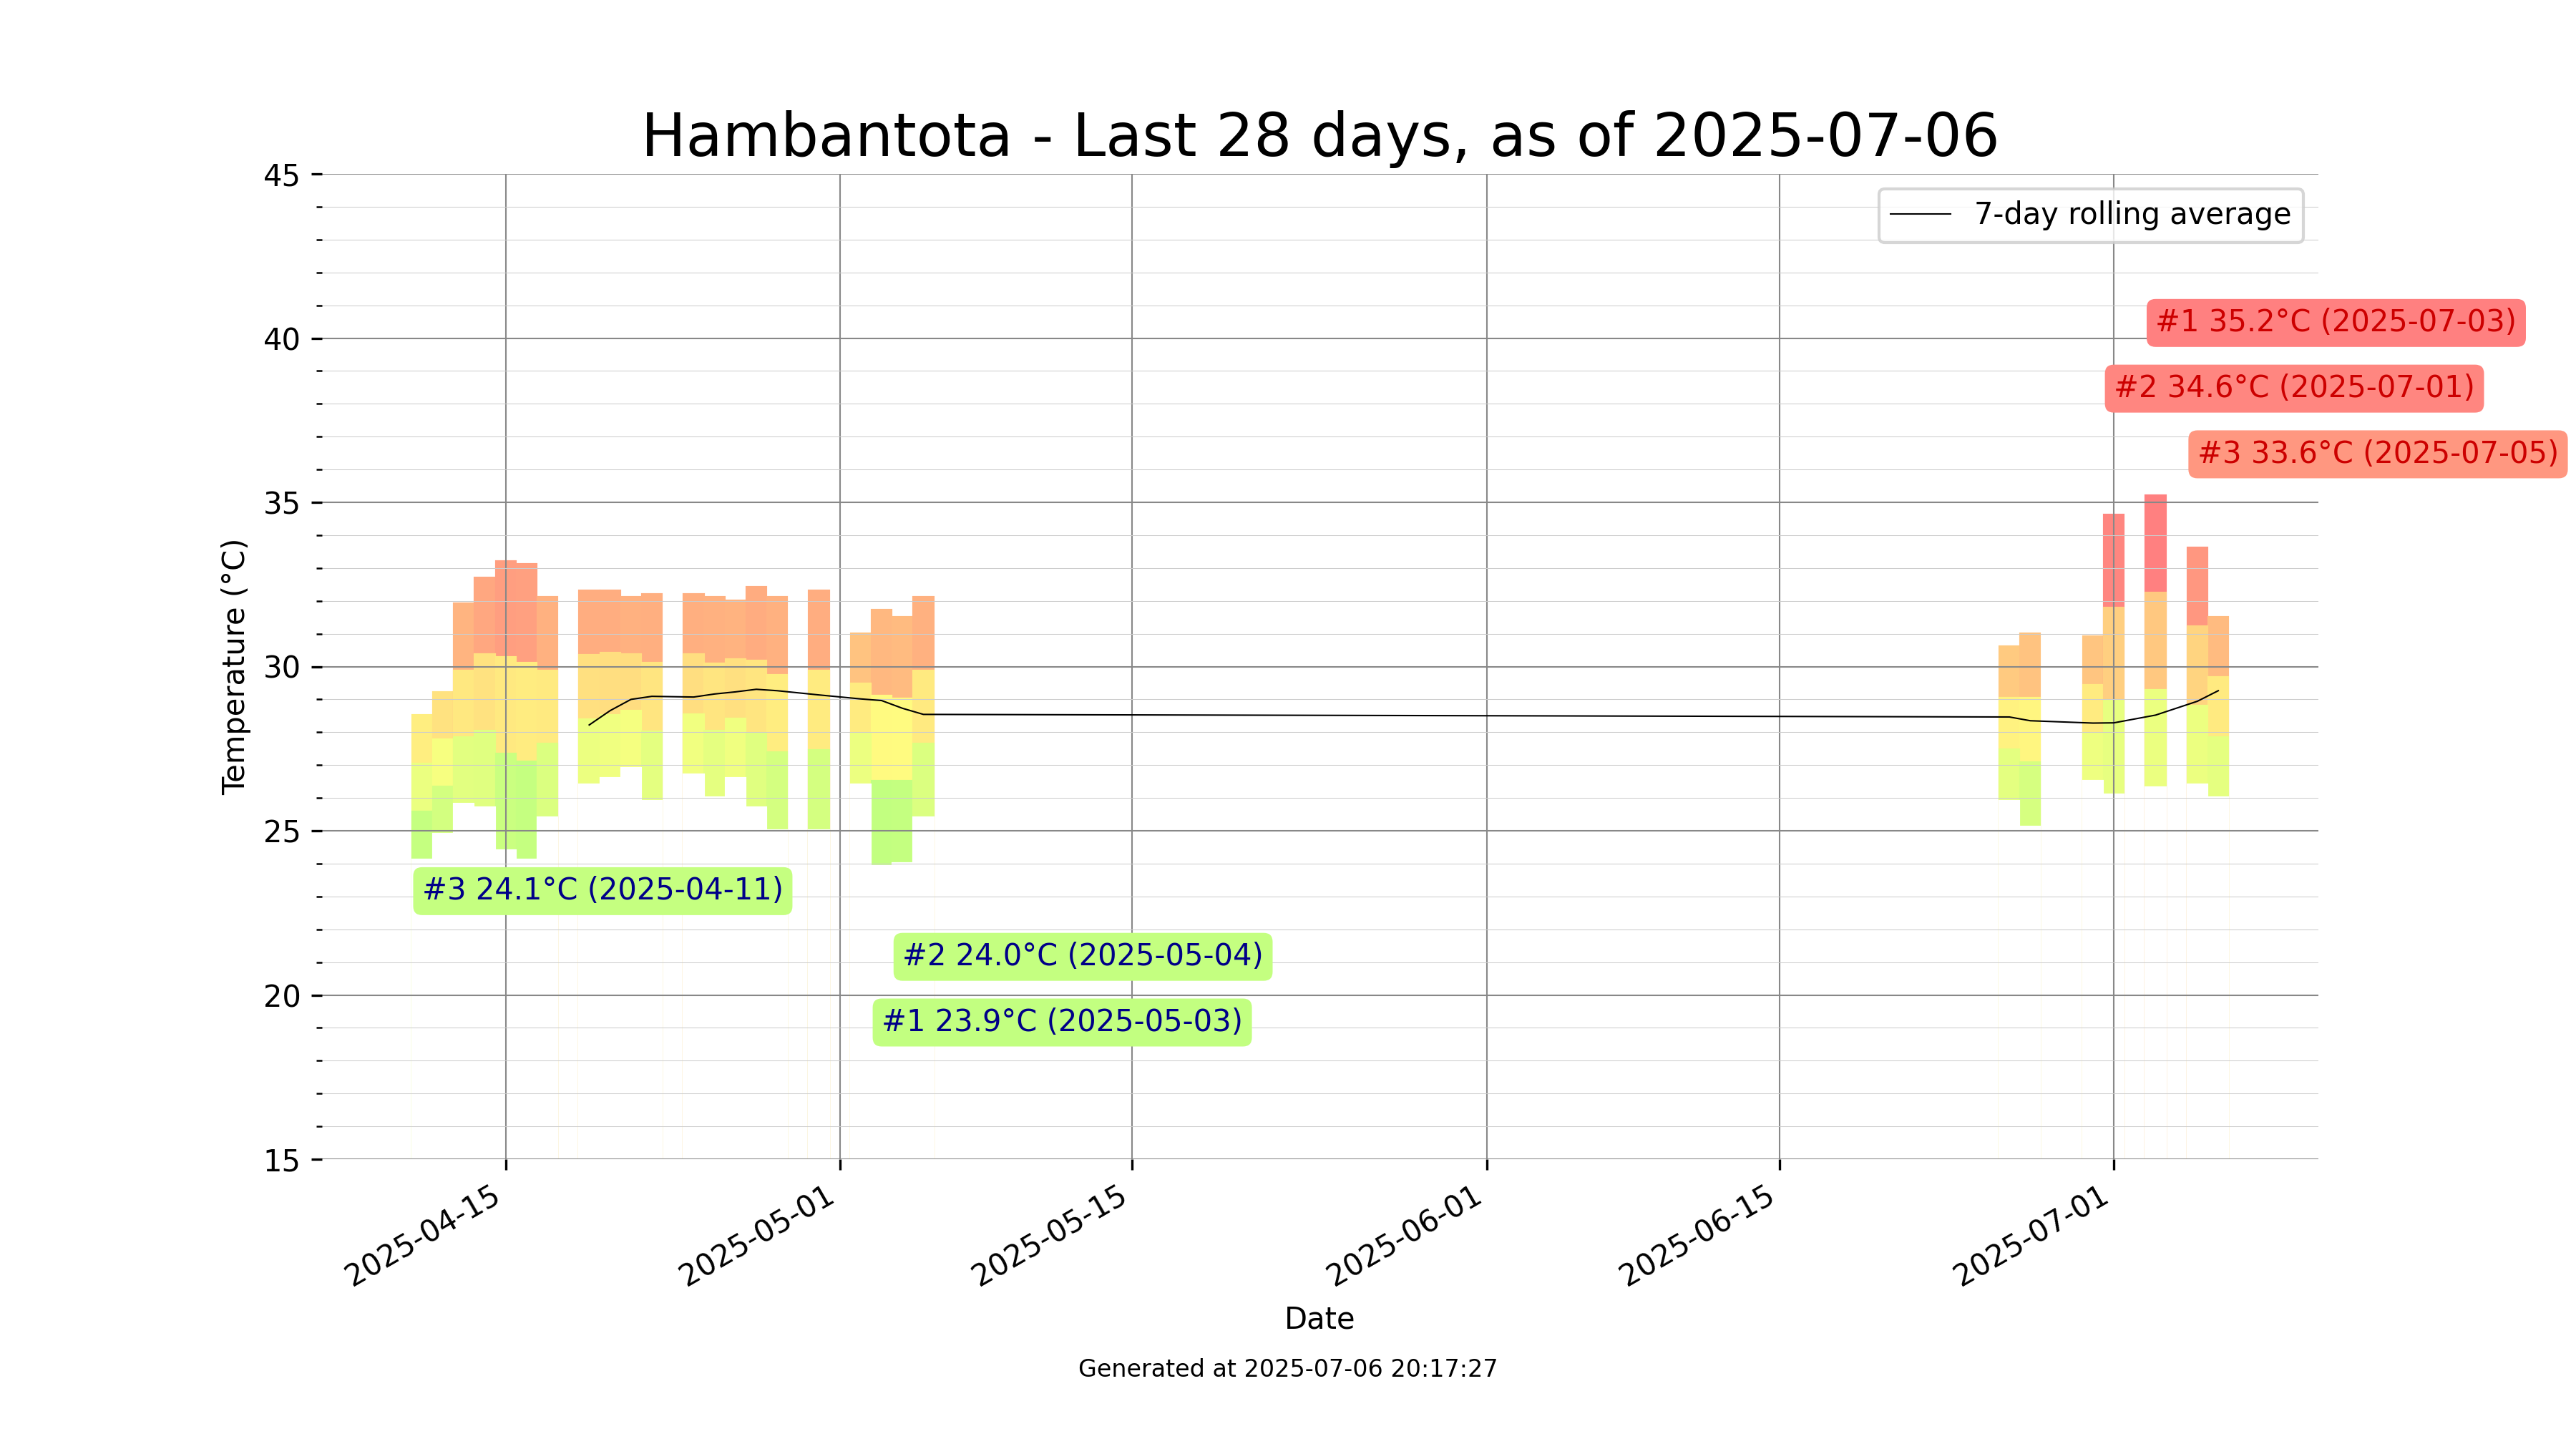 Hambantota - Last 28 days, as of 2025-07-06
45
40
35
30
25
20
15
Temperature (°C)
7-day rolling average
#1 35.2°C (2025-07-03)
#2 34.6°C (2025-07-01)
#3 33.6°C (2025-07-05)
#3 24.1°C (2025-04-11)
#2 24.0°C (2025-05-04)
#1 23.9°C (2025-05-03)
2025-04-15
2025-05-01
2025-05-15
2025-06-01
2025-06-15
2025-07-01
Date
Generated at 2025-07-06 20:17:27